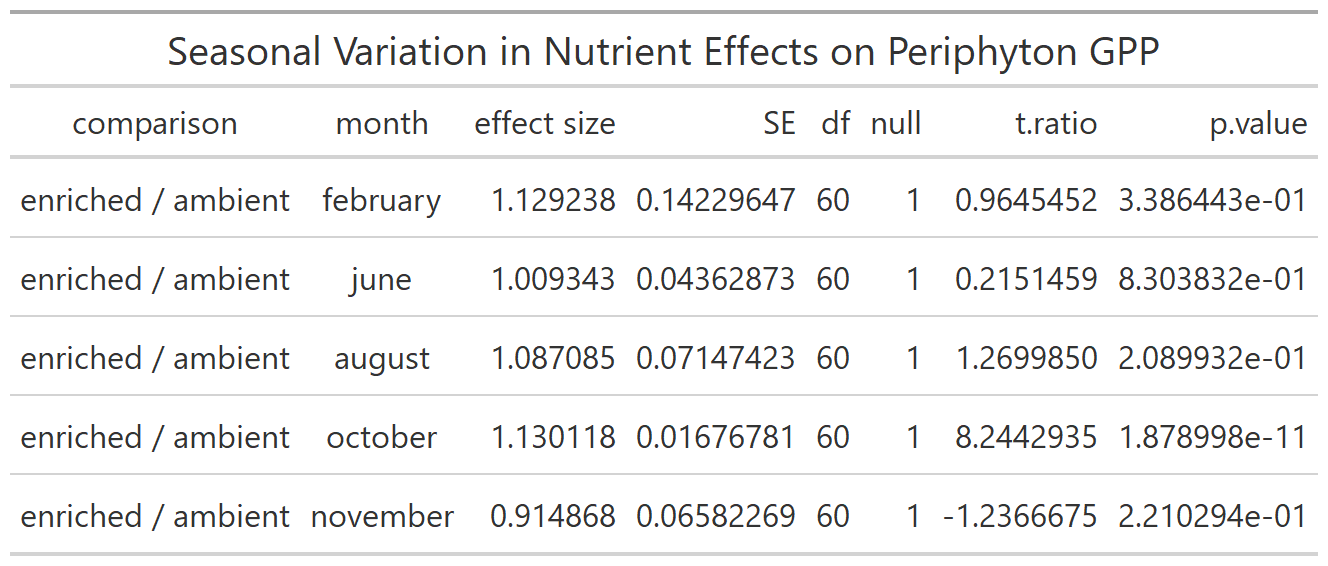 Seasonal Variation in Nutrient Effects on Periphyton GPP
comparison month effect size SE df null t.ratio p.value
enriched / ambient february 1.129238 0.14229647 60 1 0.9645452 3.386443e-01
enriched / ambient june 1.009343 0.04362873 60 1 0.2151459 8.303832e-01
enriched / ambient august 1.087085 0.07147423 60 1 1.2699850 2.089932e-01
enriched / ambient october 1.130118 0.01676781 60 1 8.2442935 1.878998e-11
enriched / ambient november 0.914868 0.06582269 60 1 -1.2366675 2.210294e-01